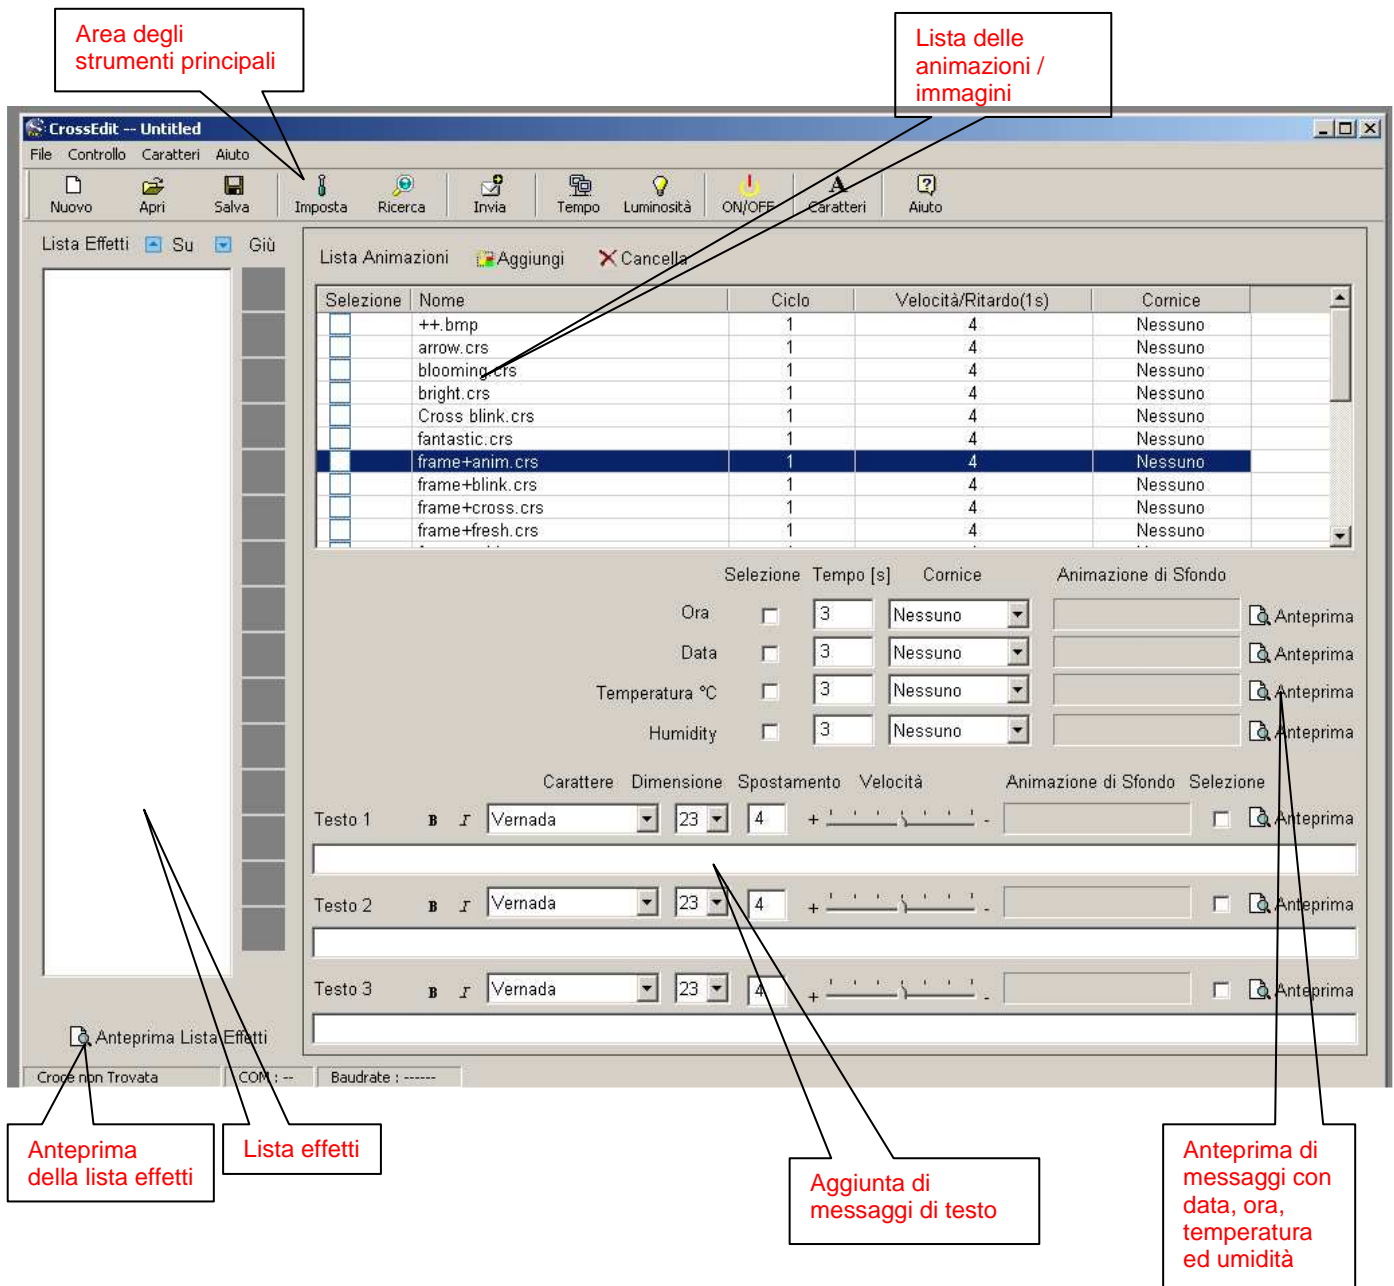 Area degli
strumenti principali
Lista delle
animazioni /
immagini
CrossEdit -- Untitled
File Controllo Caratteri Aiuto
Nuovo Apri Salva Imposta Ricerca Invia Tempo Luminosità ON/OFF Caratteri Aiuto
Lista Effetti Su Giù
Lista Animazioni Aggiungi Cancella
Selezione Nome Ciclo Velocità/Ritardo(1s) Cornice
++.bmp 1 4 Nessuno
arrow.crs 1 4 Nessuno
blooming.crs 1 4 Nessuno
bright.crs 1 4 Nessuno
Cross blink.crs 1 4 Nessuno
fantastic.crs 1 4 Nessuno
frame+anim.crs 1 4 Nessuno
frame+blink.crs 1 4 Nessuno
frame+cross.crs 1 4 Nessuno
frame+fresh.crs 1 4 Nessuno
Selezione Tempo [s] Cornice Animazione di Sfondo
Ora 3 Nessuno Anteprima
Data 3 Nessuno Anteprima
Temperatura °C 3 Nessuno Anteprima
Humidity 3 Nessuno Anteprima
Carattere Dimensione Spostamento Velocità Animazione di Sfondo Selezione
Testo 1 B I Vernada 23 4 + - Anteprima
Testo 2 B I Vernada 23 4 + - Anteprima
Testo 3 B I Vernada 23 4 + - Anteprima
Anteprima Lista Effetti
Croce non Trovata COM : -- Baudrate : ------
Anteprima
della lista effetti
Lista effetti
Aggiunta di
messaggi di testo
Anteprima di
messaggi con
data, ora,
temperatura
ed umidità